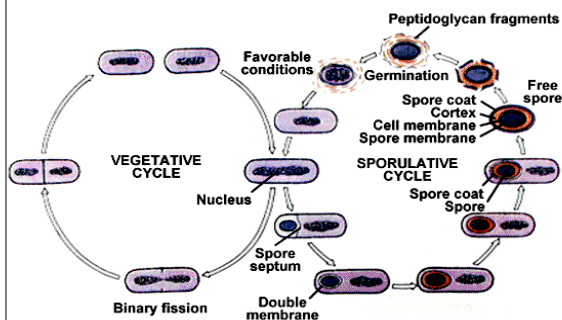 Peptidoglycan fragments
Favorable
conditions
Germination
Free
spore
Spore coat
Cortex
Cell membrane
Spore membrane
VEGETATIVE
CYCLE
SPORULATIVE
CYCLE
Nucleus
Spore coat
Spore
Spore
septum
Binary fission
Double
membrane